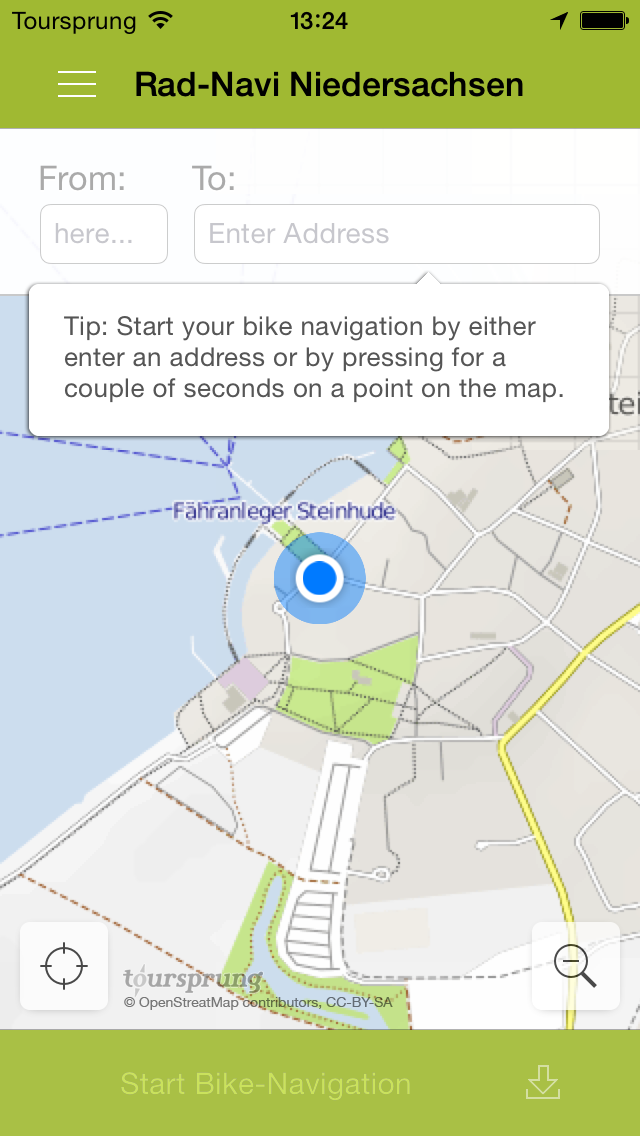 Toursprung 13:24
Rad-Navi Niedersachsen
From: To:
here... Enter Address
Tip: Start your bike navigation by either
enter an address or by pressing for a
couple of seconds on a point on the map.
Fähranleger Steinhude
toursprung
© OpenStreatMap contributors, CC-BY-SA
Start Bike-Navigation